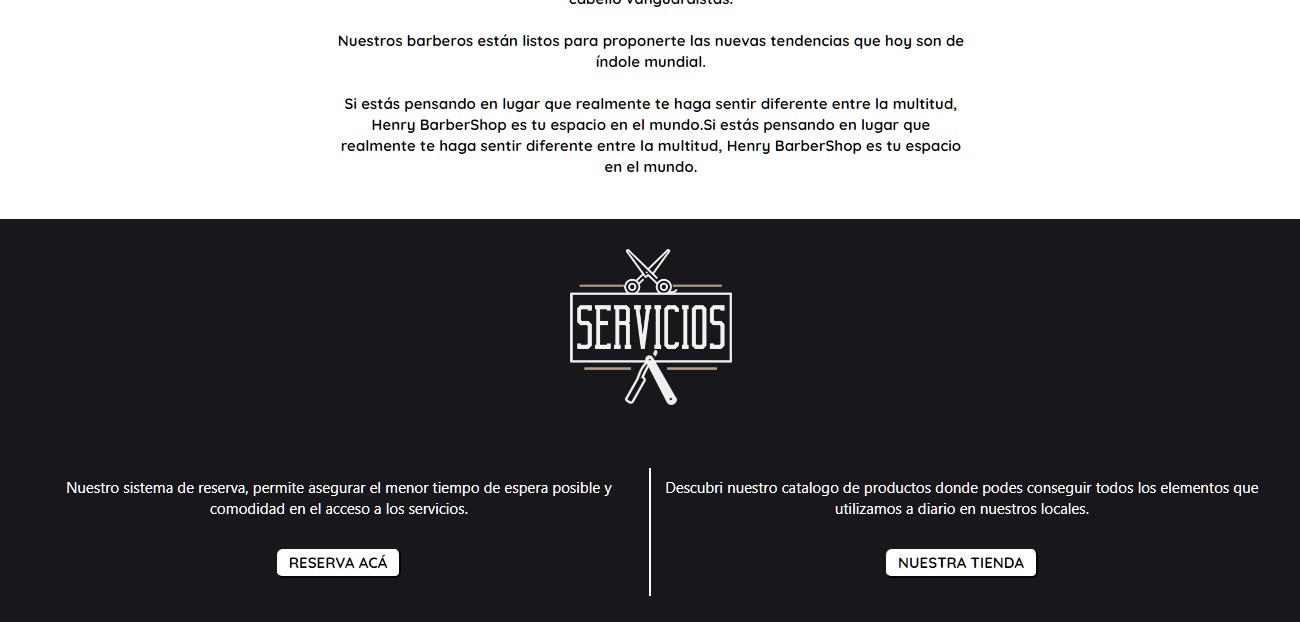 cabello vanguardistas.
Nuestros barberos están listos para proponerte las nuevas tendencias que hoy son de
índole mundial.
Si estás pensando en lugar que realmente te haga sentir diferente entre la multitud,
Henry BarberShop es tu espacio en el mundo.Si estás pensando en lugar que
realmente te haga sentir diferente entre la multitud, Henry BarberShop es tu espacio
en el mundo.
SERVICIOS
Nuestro sistema de reserva, permite asegurar el menor tiempo de espera posible y
comodidad en el acceso a los servicios.
RESERVA ACÁ
Descubri nuestro catalogo de productos donde podes conseguir todos los elementos que
utilizamos a diario en nuestros locales.
NUESTRA TIENDA